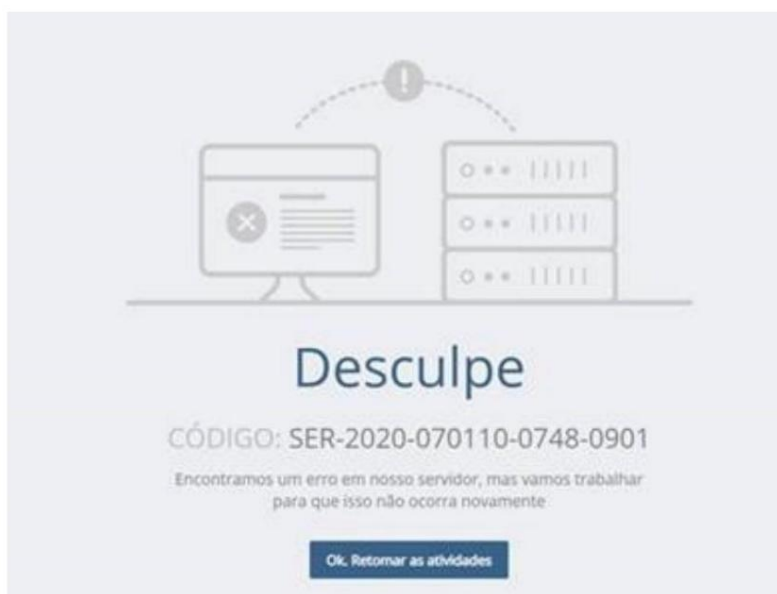 Desculpe
CÓDIGO: SER-2020-070110-0748-0901
Encontramos um erro em nosso servidor, mas vamos trabalhar
para que isso não ocorra novamente
Ok. Retomar as atividades